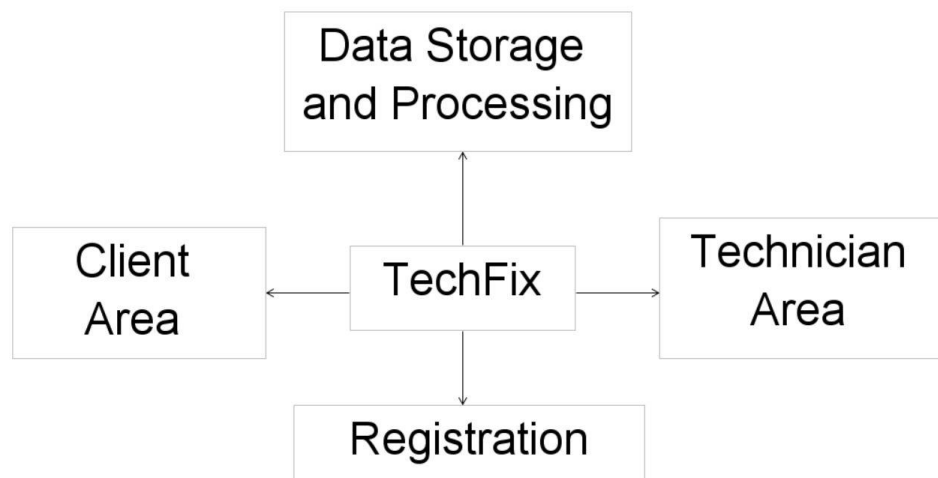 Data Storage
and Processing
Client
Area
TechFix
Technician
Area
Registration